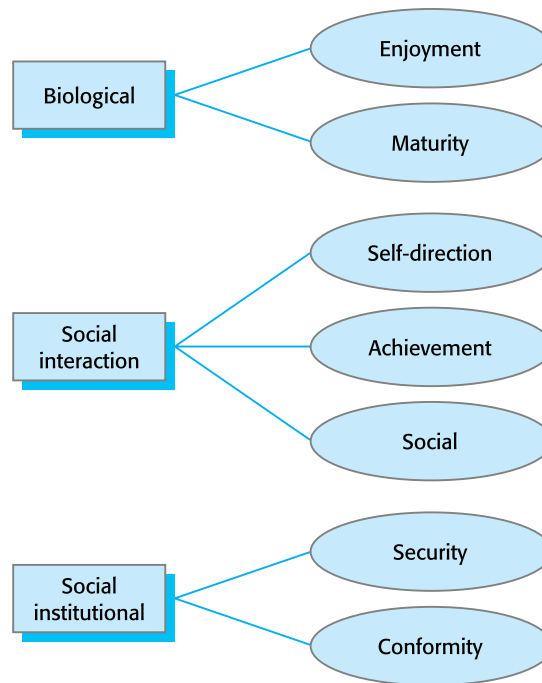 Biological
Enjoyment
Maturity
Social
interaction
Self-direction
Achievement
Social
Social
institutional
Security
Conformity